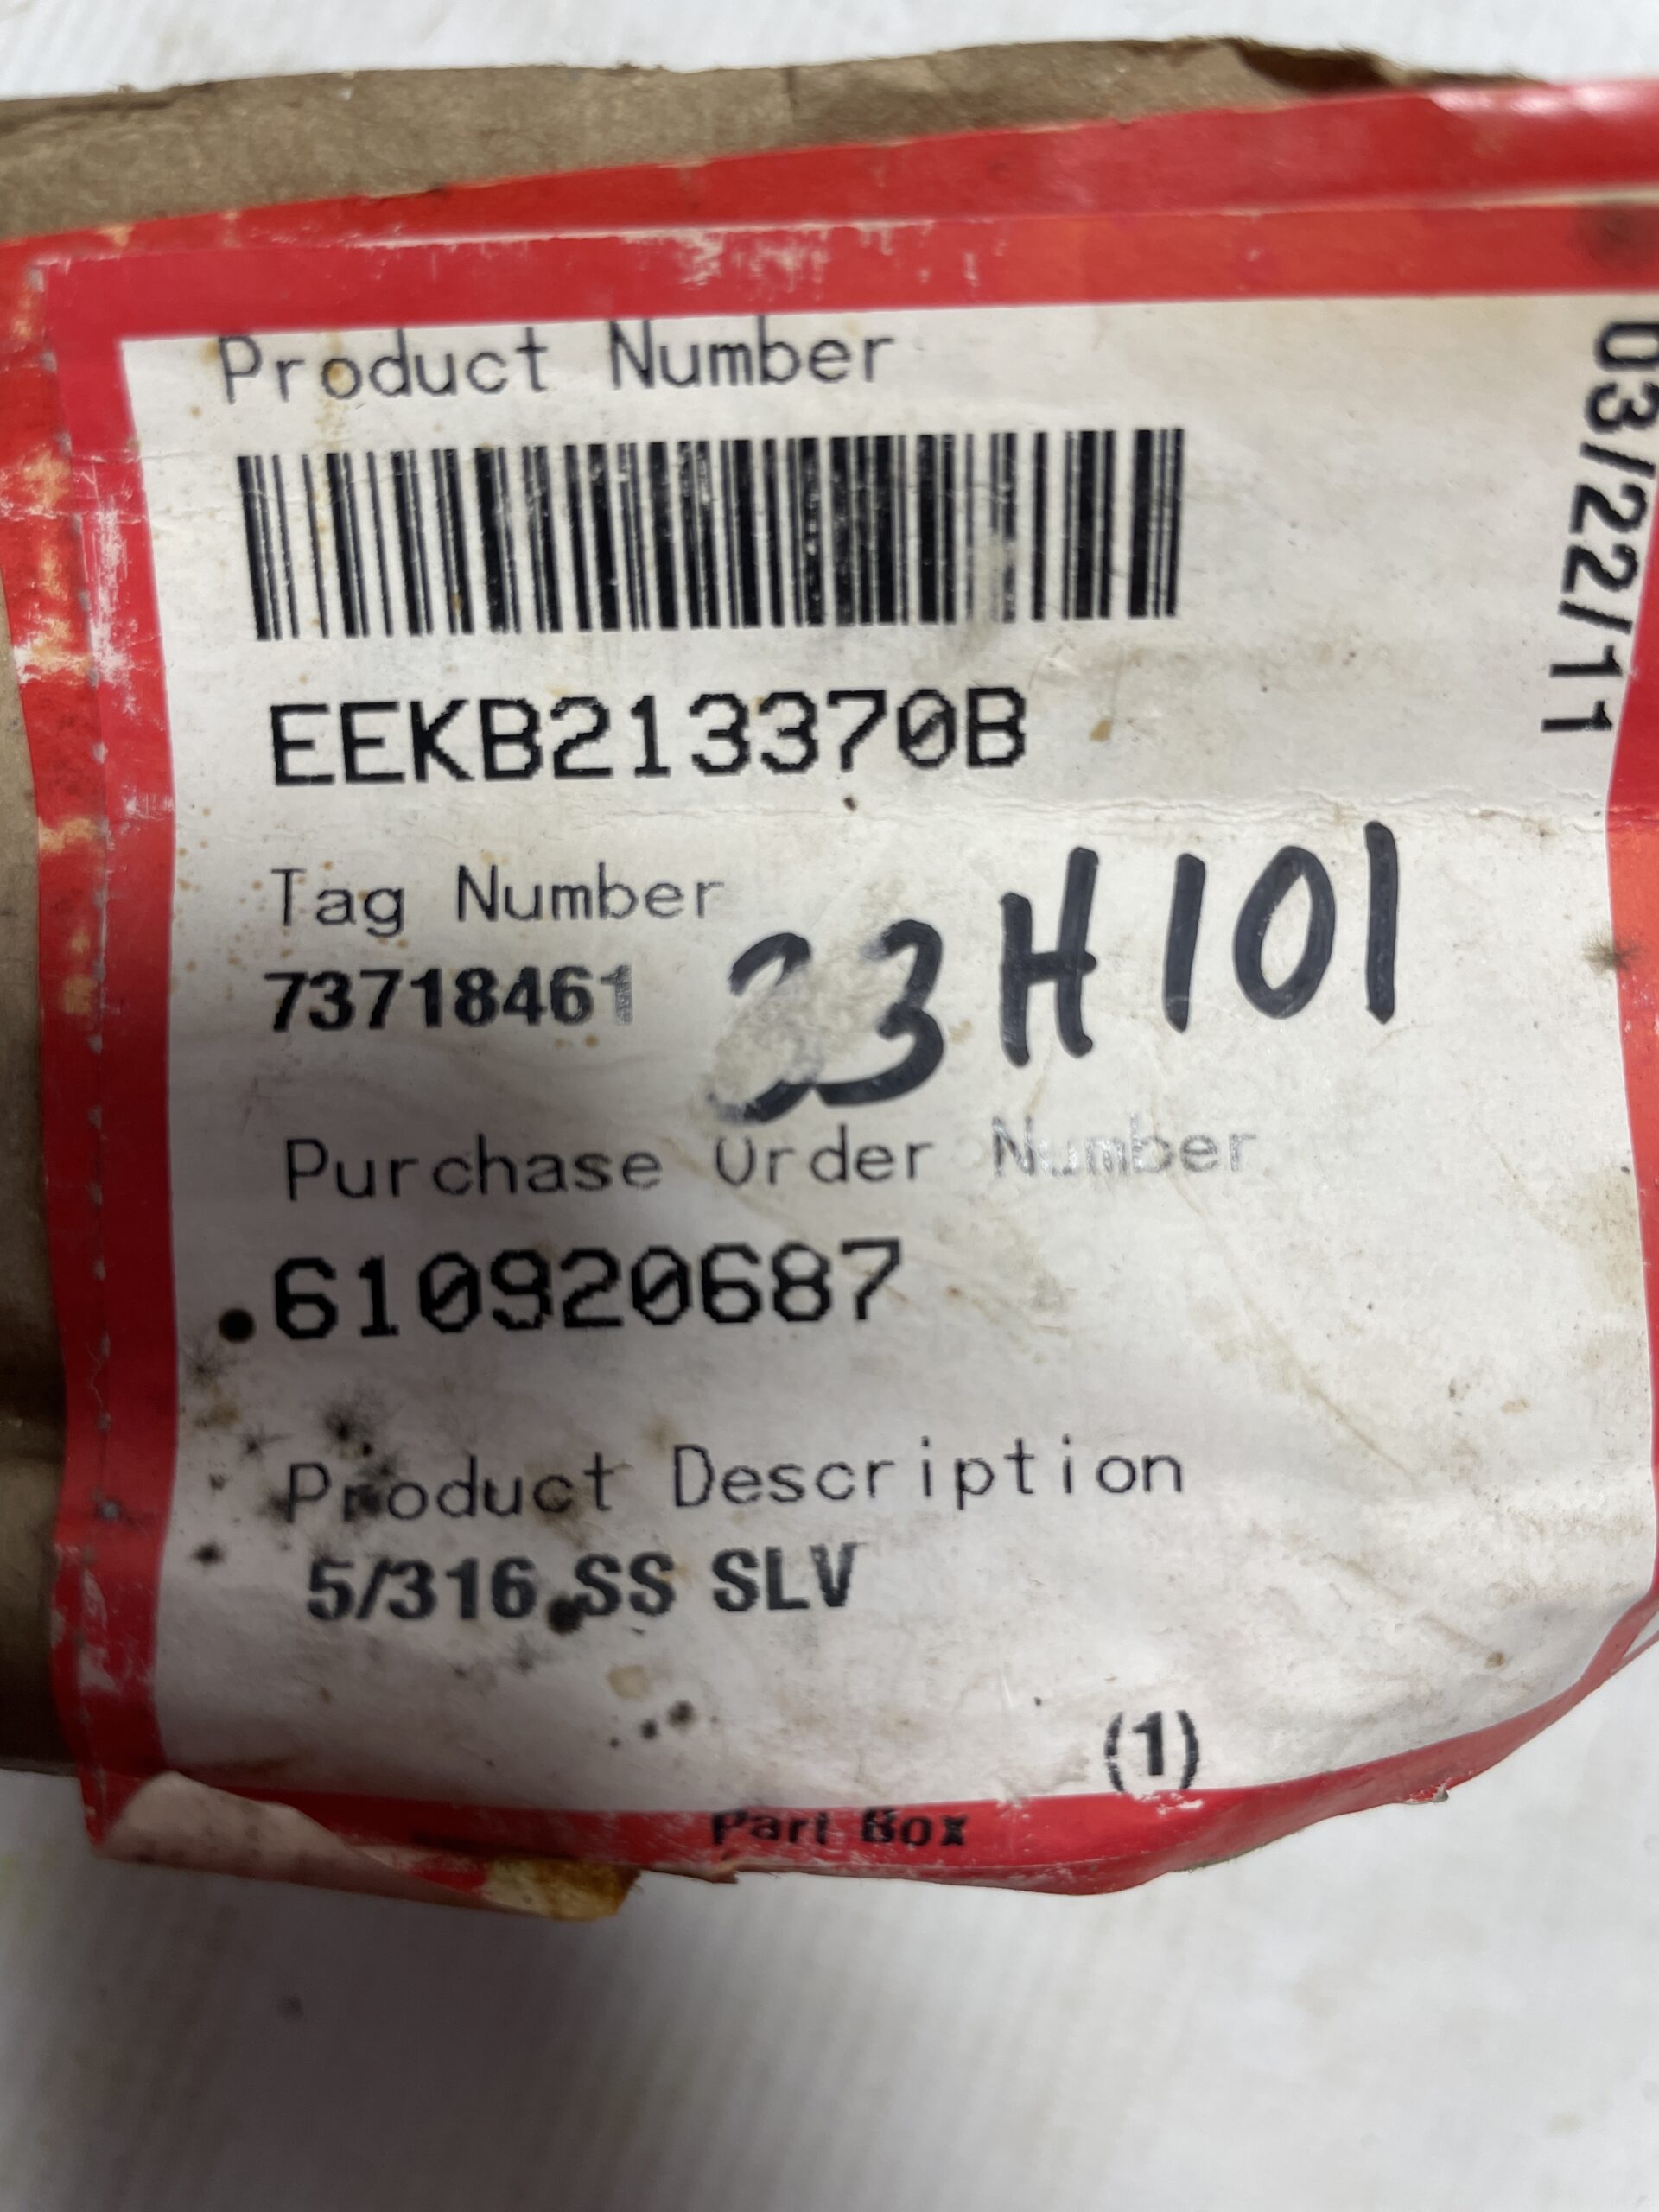 Product Number
03/22/11
EEKB213370B
Tag Number
73718461
33H101
Purchase Order Number
.610920687
Product Description
5/316 SS SLV
(1)
Part Box